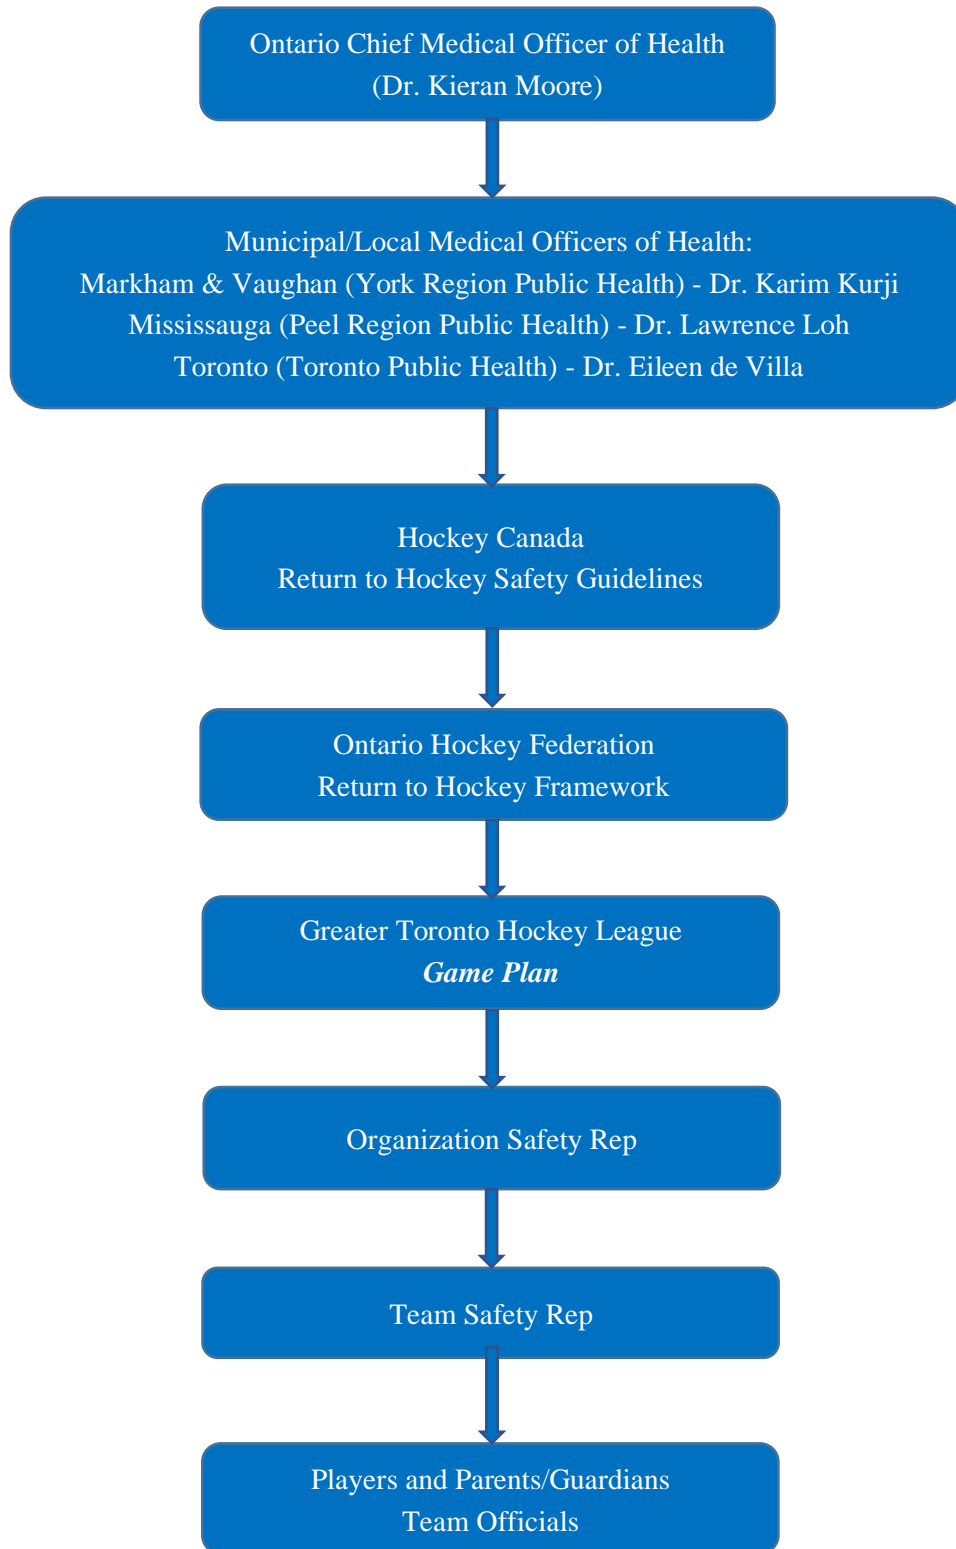 Ontario Chief Medical Officer of Health
(Dr. Kieran Moore)
Municipal/Local Medical Officers of Health:
Markham & Vaughan (York Region Public Health) - Dr. Karim Kurji
Mississauga (Peel Region Public Health) - Dr. Lawrence Loh
Toronto (Toronto Public Health) - Dr. Eileen de Villa
Hockey Canada
Return to Hockey Safety Guidelines
Ontario Hockey Federation
Return to Hockey Framework
Greater Toronto Hockey League
Game Plan
Organization Safety Rep
Team Safety Rep
Players and Parents/Guardians
Team Officials